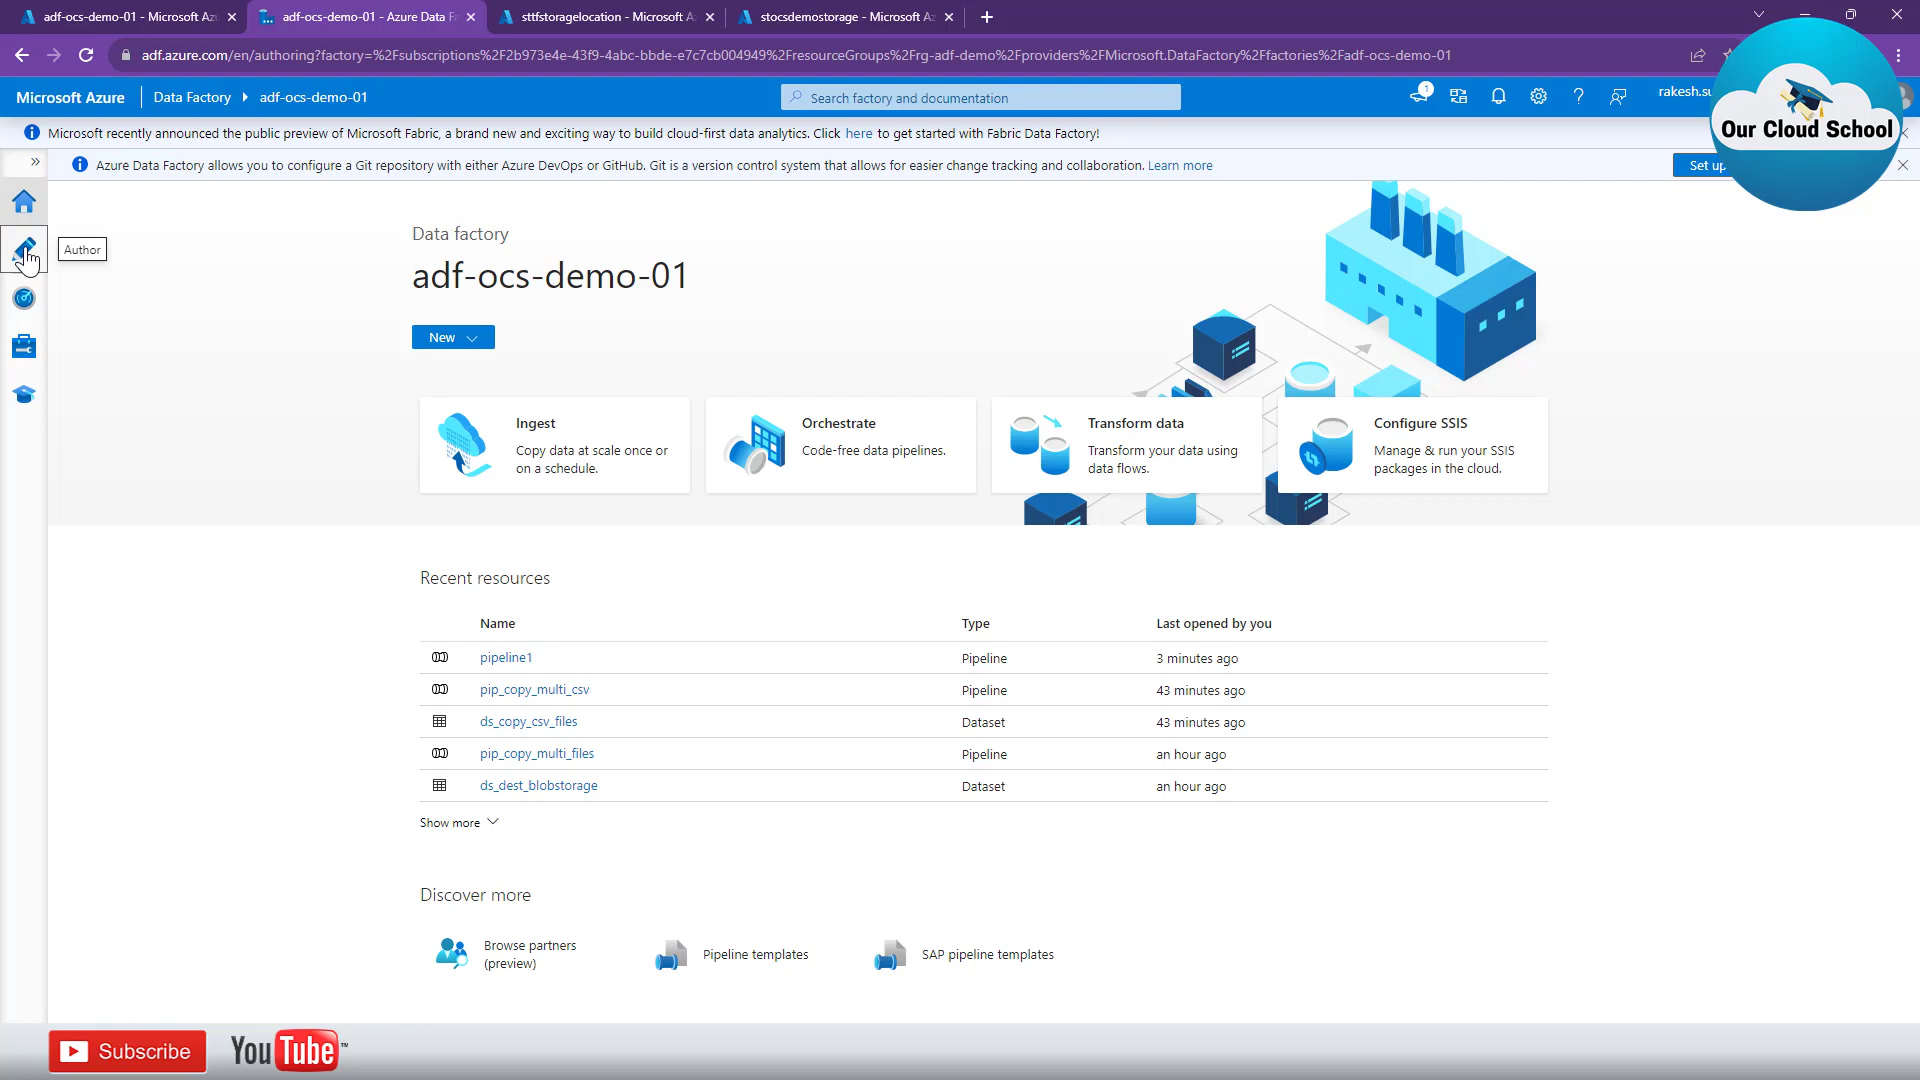 adf-ocs-demo-01 - Microsoft Az
adf-ocs-demo-01 - Azure Data F
sttfstoragelocation - Microsoft A
stocsdemostorage - Microsoft Az
adf.azure.com/en/authoring?factory=%2Fsubscriptions%2F2b973e4e-43f9-4abc-bbde-e7c7cb004949%2FresourceGroups%2Frg-adf-demo%2Fproviders%2FMicrosoft.DataFactory%2Ffactories%2Fadf-ocs-demo-01
Microsoft Azure
Data Factory
adf-ocs-demo-01
Search factory and documentation
1
rakesh.su
Our Cloud School
Microsoft recently announced the public preview of Microsoft Fabric, a brand new and exciting way to build cloud-first data analytics. Click here to get started with Fabric Data Factory!
Azure Data Factory allows you to configure a Git repository with either Azure DevOps or GitHub. Git is a version control system that allows for easier change tracking and collaboration. Learn more
Set up
Author
Data factory
adf-ocs-demo-01
New
Ingest
Copy data at scale once or
on a schedule.
Orchestrate
Code-free data pipelines.
Transform data
Transform your data using
data flows.
Configure SSIS
Manage & run your SSIS
packages in the cloud.
Recent resources
Name Type Last opened by you
pipeline1 Pipeline 3 minutes ago
pip_copy_multi_csv Pipeline 43 minutes ago
ds_copy_csv_files Dataset 43 minutes ago
pip_copy_multi_files Pipeline an hour ago
ds_dest_blobstorage Dataset an hour ago
Show more
Discover more
Browse partners
(preview)
Pipeline templates
SAP pipeline templates
Subscribe
YouTube™